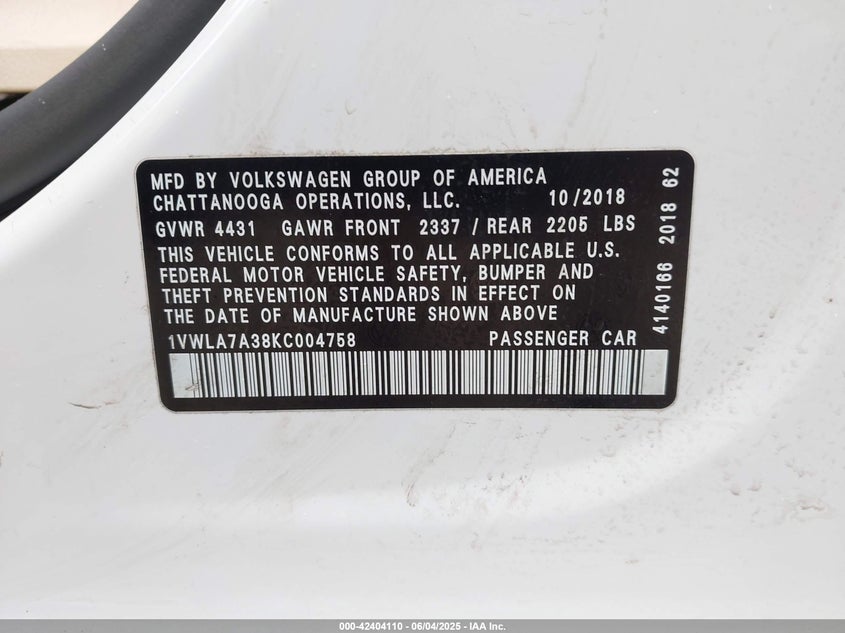 MFD BY VOLKSWAGEN GROUP OF AMERICA
CHATTANOOGA OPERATIONS, LLC. 10/2018
GVWR 4431 GAWR FRONT 2337 / REAR 2205 LBS
THIS VEHICLE CONFORMS TO ALL APPLICABLE U.S.
FEDERAL MOTOR VEHICLE SAFETY, BUMPER AND
THEFT PREVENTION STANDARDS IN EFFECT ON
THE DATE OF MANUFACTURE SHOWN ABOVE
1VWLA7A38KC004758 PASSENGER CAR
4140166 2018 62
000-42404110 - 06/04/2025 - IAA Inc.